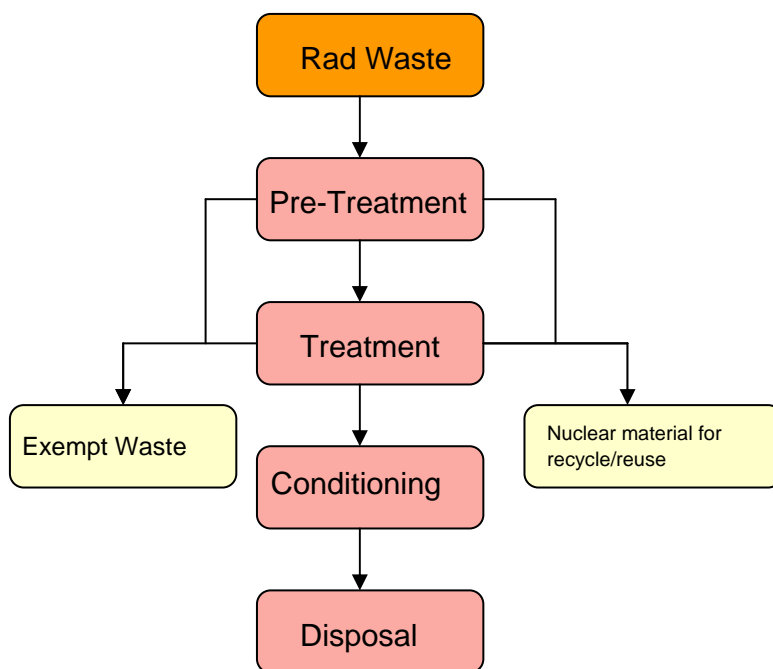 Rad Waste
Pre-Treatment
Treatment
Exempt Waste
Nuclear material for
recycle/reuse
Conditioning
Disposal